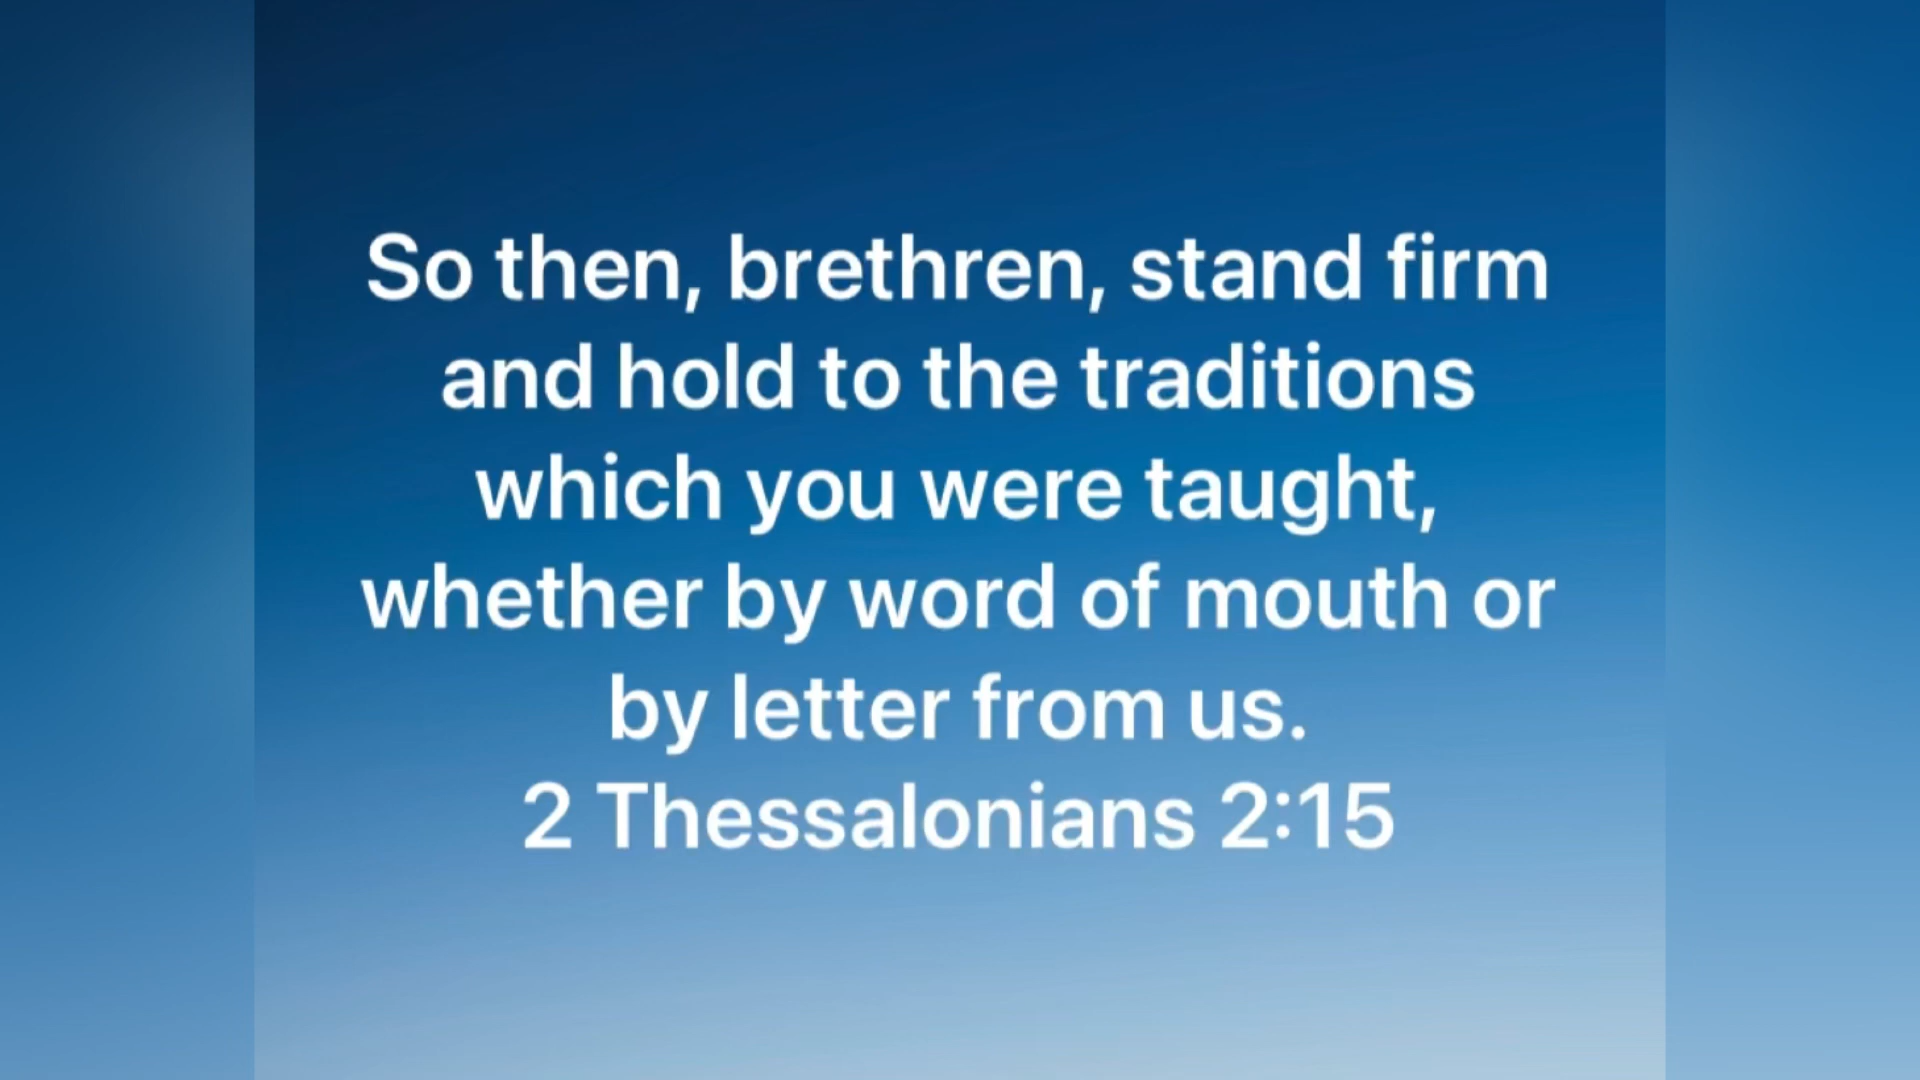 So then, brethren, stand firm
and hold to the traditions
which you were taught,
whether by word of mouth or
by letter from us.
2 Thessalonians 2:15